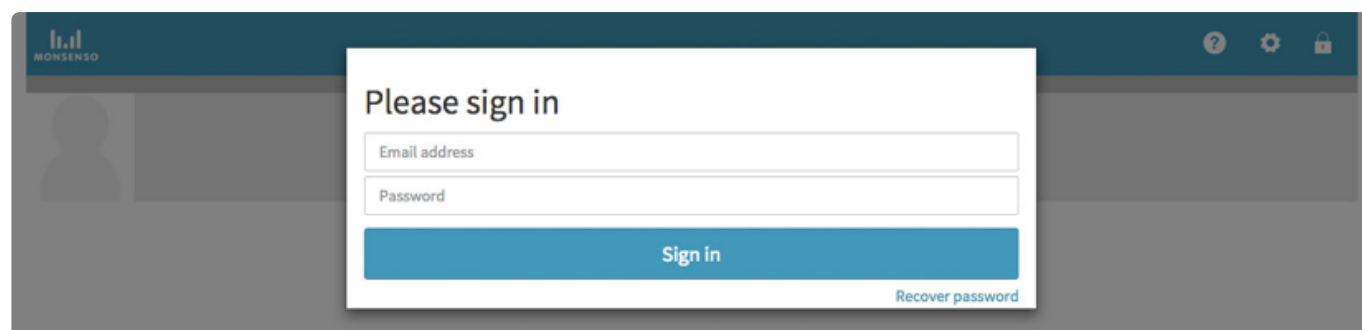 MONSENSO
Please sign in
Email address
Password
Sign in
Recover password